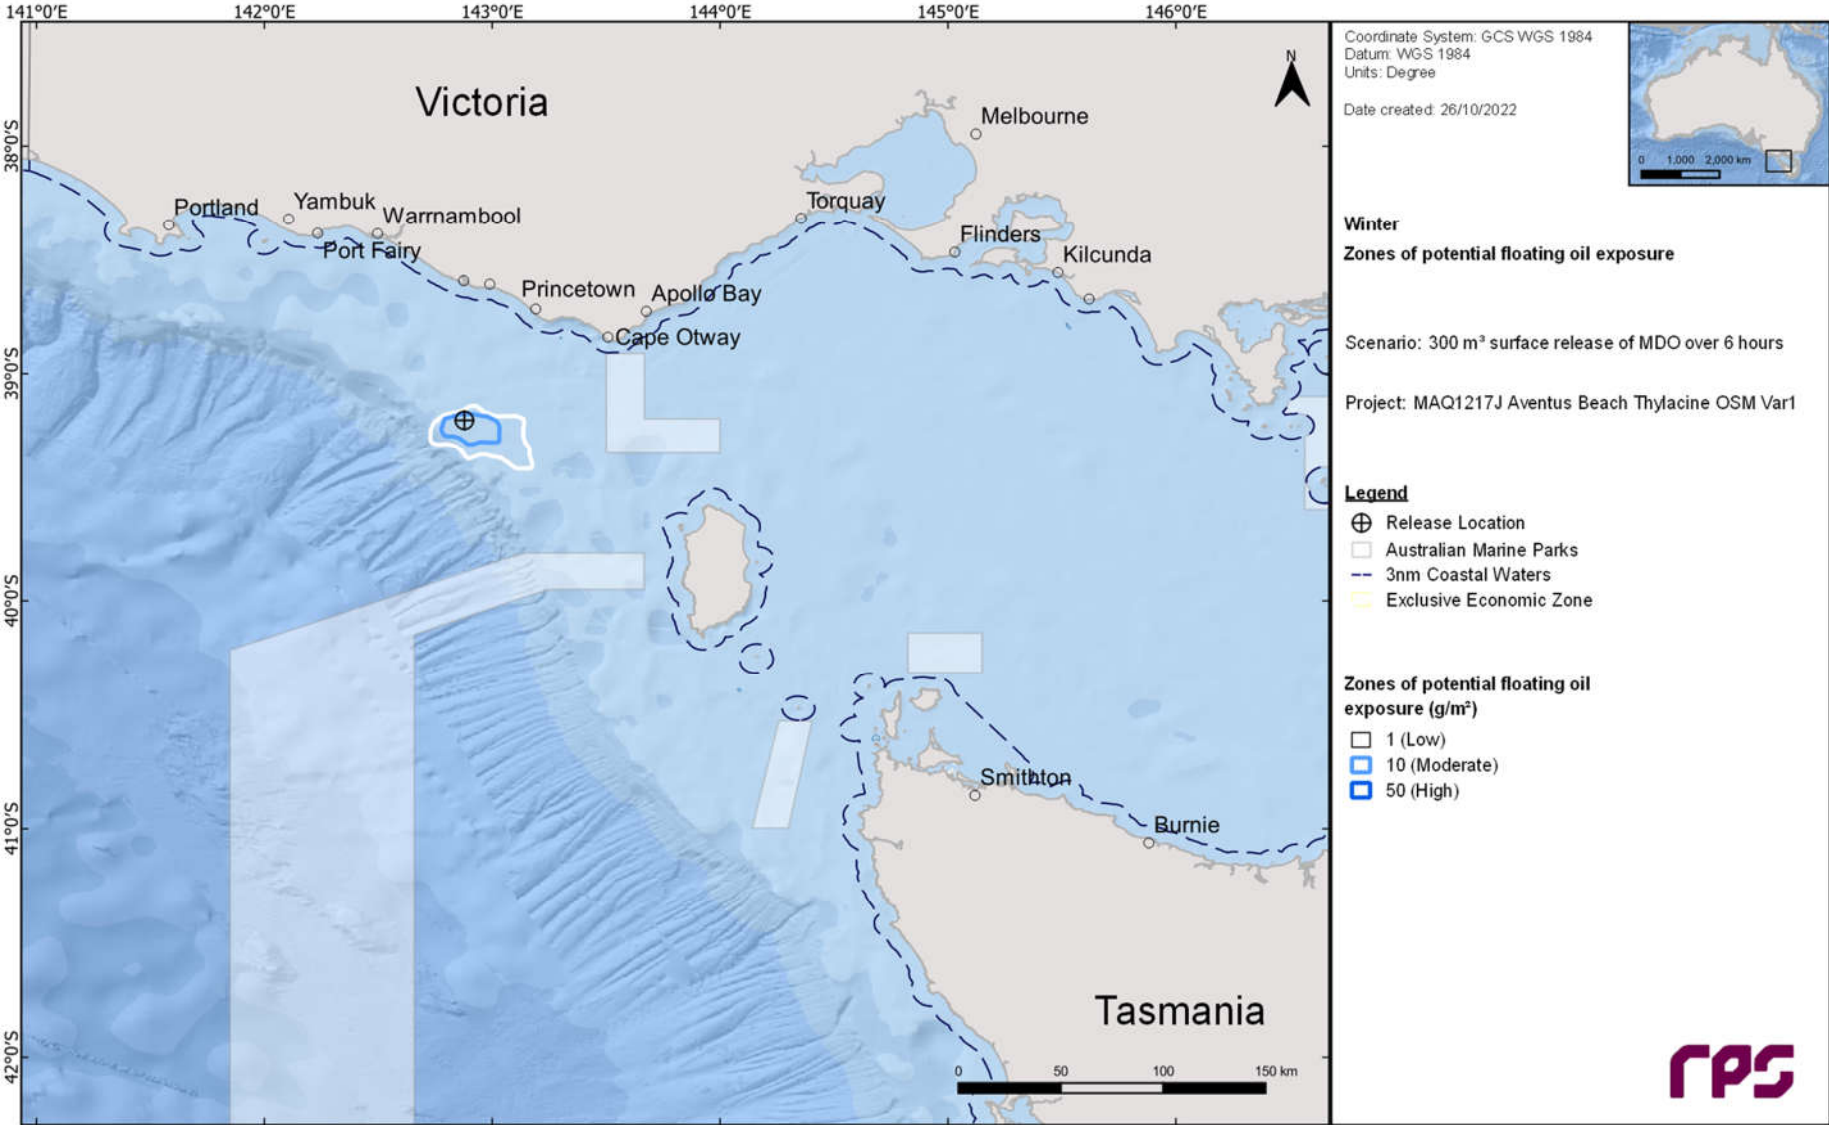 141°0'E
142°0'E
143°0'E
144°0'E
145°0'E
146°0'E
38°0'S
39°0'S
40°0'S
41°0'S
42°0'S
Victoria
N
Melbourne
Portland
Yambuk
Warrnambool
Port Fairy
Torquay
Flinders
Kilcunda
Princetown
Apollo Bay
Cape Otway
Smithton
Burnie
Tasmania
0 50 100 150 km
Coordinate System: GCS WGS 1984
Datum: WGS 1984
Units: Degree
Date created: 26/10/2022
0 1,000 2,000 km
Winter
Zones of potential floating oil exposure
Scenario: 300 m³ surface release of MDO over 6 hours
Project: MAQ1217J Aventus Beach Thylacine OSM Var1
Legend
Release Location
Australian Marine Parks
3nm Coastal Waters
Exclusive Economic Zone
Zones of potential floating oil
exposure (g/m²)
1 (Low)
10 (Moderate)
50 (High)
rps